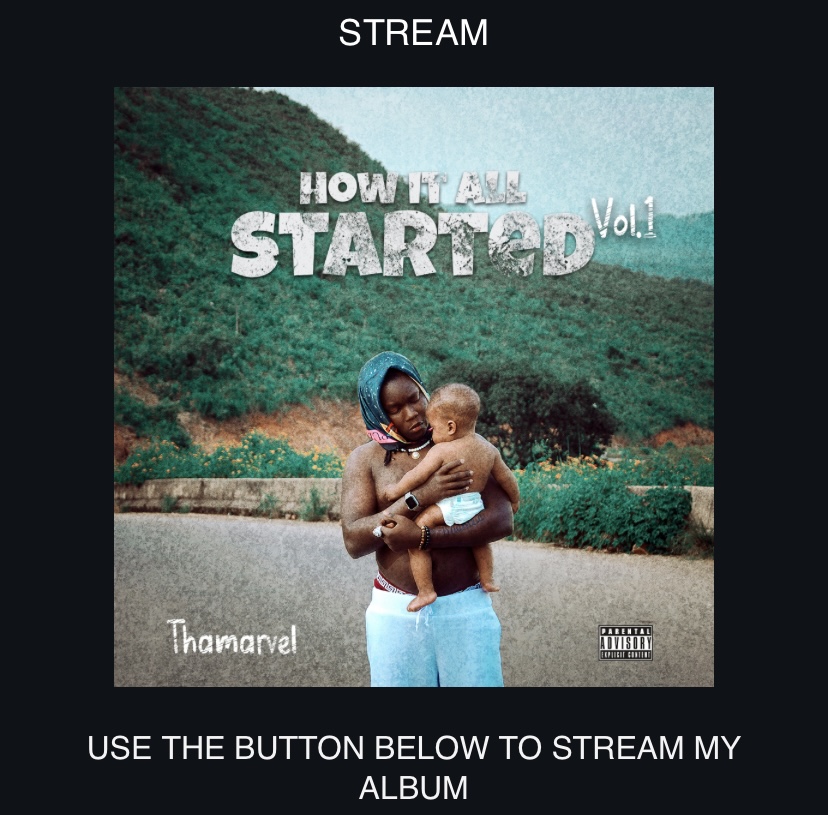 STREAM
HOW IT ALL
STARTeD Vol.1
Thamarvel
PARENTAL
ADVISORY
EXPLICIT CONTENT
USE THE BUTTON BELOW TO STREAM MY
ALBUM